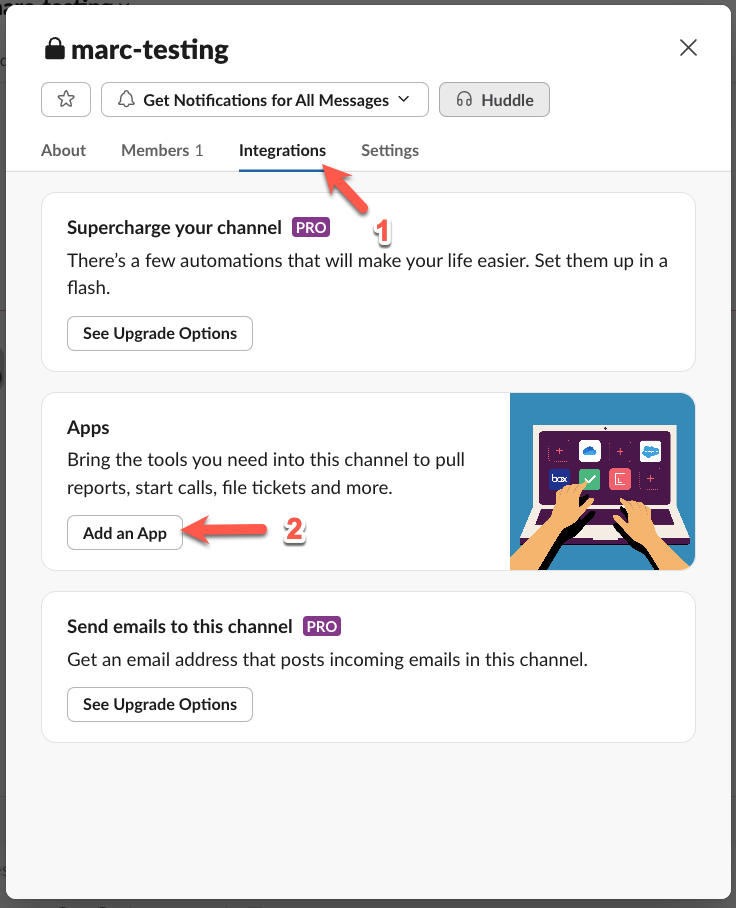 marc-testing
Get Notifications for All Messages
Huddle
About
Members 1
Integrations
Settings
1
Supercharge your channel PRO
There’s a few automations that will make your life easier. Set them up in a
flash.
See Upgrade Options
Apps
Bring the tools you need into this channel to pull
reports, start calls, file tickets and more.
Add an App
2
box
Send emails to this channel PRO
Get an email address that posts incoming emails in this channel.
See Upgrade Options